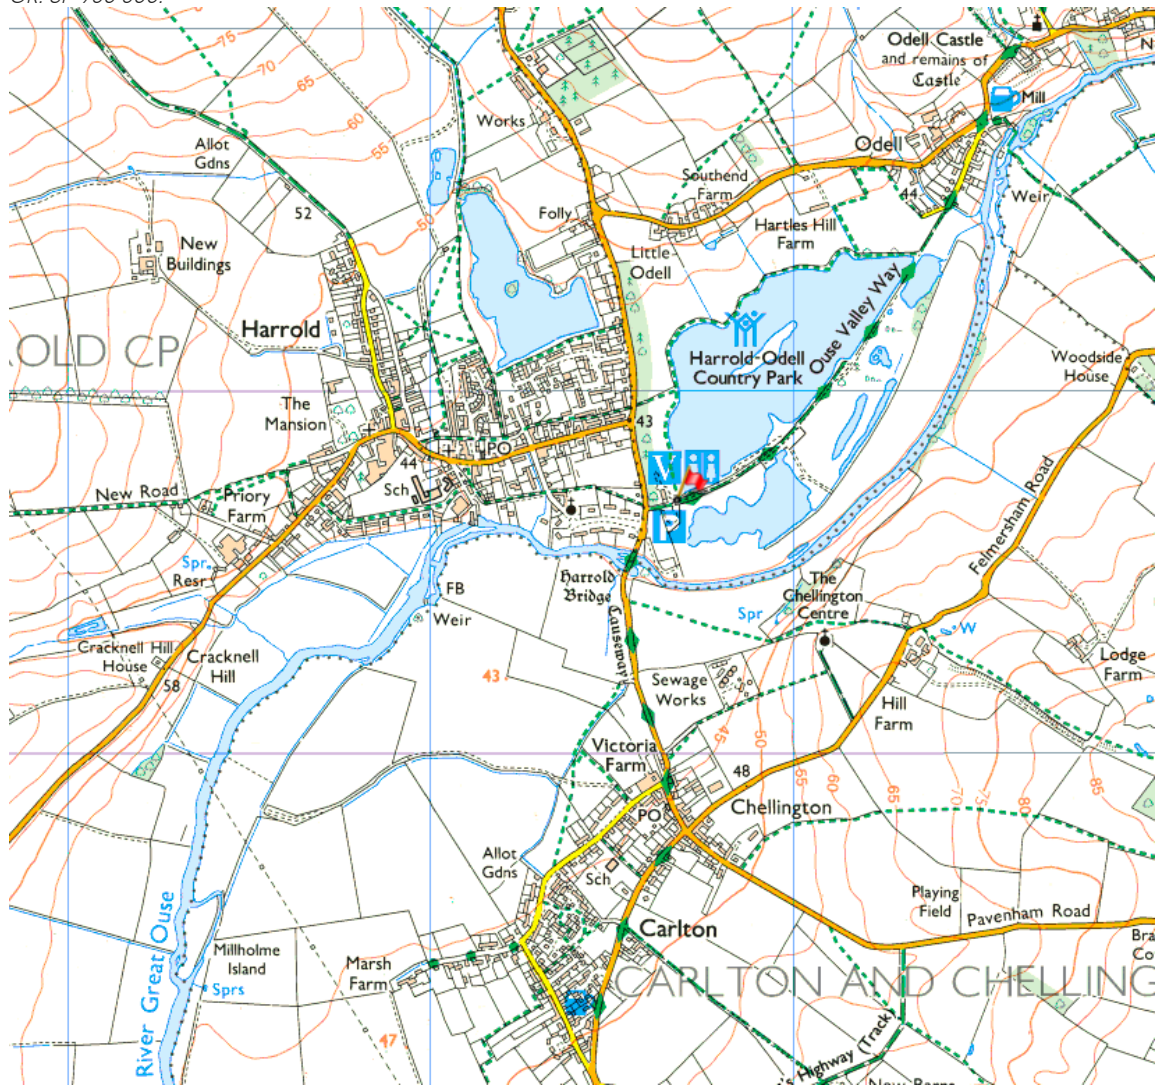 75
70
65
60
55
50
Works
Odell Castle
and remains of
Castle
Mill
Allot
Gdns
52
Odell
Southend
Farm
44
Weir
Folly
Hartles Hill
Farm
New
Buildings
Little
Odell
Ouse Valley Way
Harrold
OLD CP
Harrold-Odell
Country Park
Woodside
House
The
Mansion
43
PO
44
Sch
V
i i
New Road
Priory
Farm
Felmersham Road
Spr
Resr
FB
Weir
Harrold
Bridge
Causeway
The
Chellington
Centre
Spr
W
Cracknell Hill
House
Cracknell
Hill
58
43
Sewage
Works
Hill
Farm
Lodge
Farm
Victoria
Farm
45
50
48
65
60
65
70
75
80
85
Chellington
PO
Allot
Gdns
Sch
Playing
Field
Pavenham Road
River Great Ouse
Carlton
Bra
Co
Millholme
Island
Sprs
Marsh
Farm
CARLTON AND CHELLING
47
's Highway (Track)
New Barns